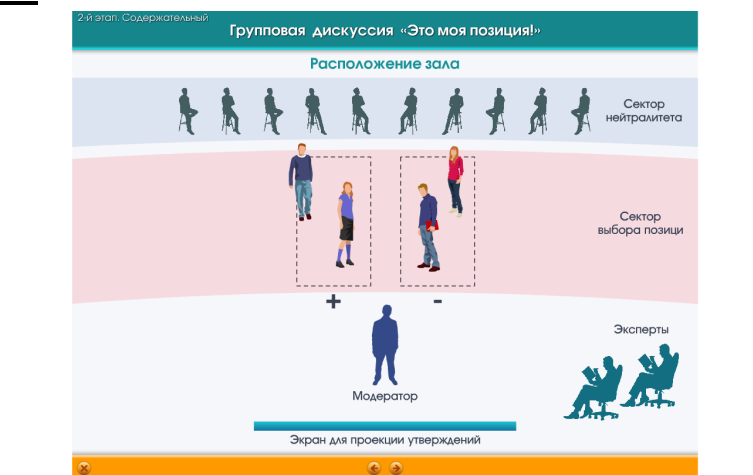 2-й этап. Содержательный
Групповая дискуссия «Это моя позиция!»
Расположение зала
Сектор
нейтралитета
Сектор
выбора позици
+ -
Эксперты
Модератор
Экран для проекции утверждений